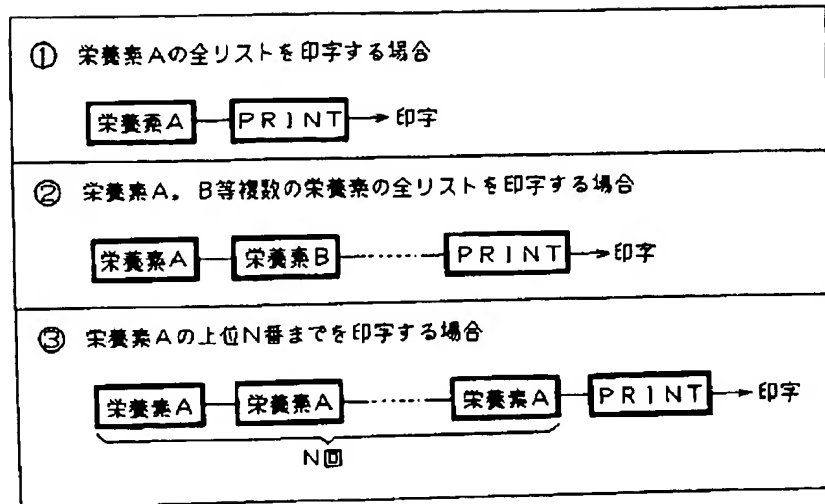 ① 栄養素Aの全リストを印字する場合
栄養素A PRINT 印字
② 栄養素A。B等複数の栄養素の全リストを印字する場合
栄養素A 栄養素B PRINT 印字
③ 栄養素Aの上位N番までを印字する場合
栄養素A 栄養素A 栄養素A PRINT 印字
N回